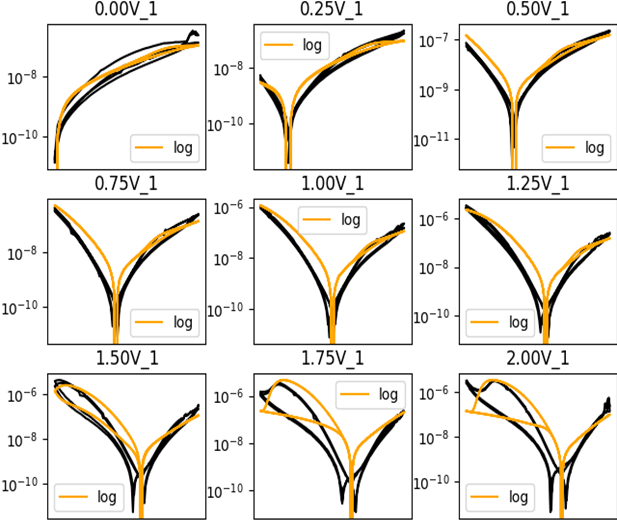 0.00V_1 0.25V_1 0.50V_1
10⁻⁸ 10⁻⁸ 10⁻⁷
10⁻¹⁰ 10⁻¹⁰ 10⁻⁹
10⁻¹¹
log log log
0.75V_1 1.00V_1 1.25V_1
10⁻⁸ 10⁻⁶ 10⁻⁶
10⁻¹⁰ 10⁻⁸ 10⁻⁸
10⁻¹⁰ 10⁻¹⁰
log log log
1.50V_1 1.75V_1 2.00V_1
10⁻⁶ 10⁻⁶ 10⁻⁶
10⁻⁸ 10⁻⁸ 10⁻⁸
10⁻¹⁰ 10⁻¹⁰ 10⁻¹⁰
log log log